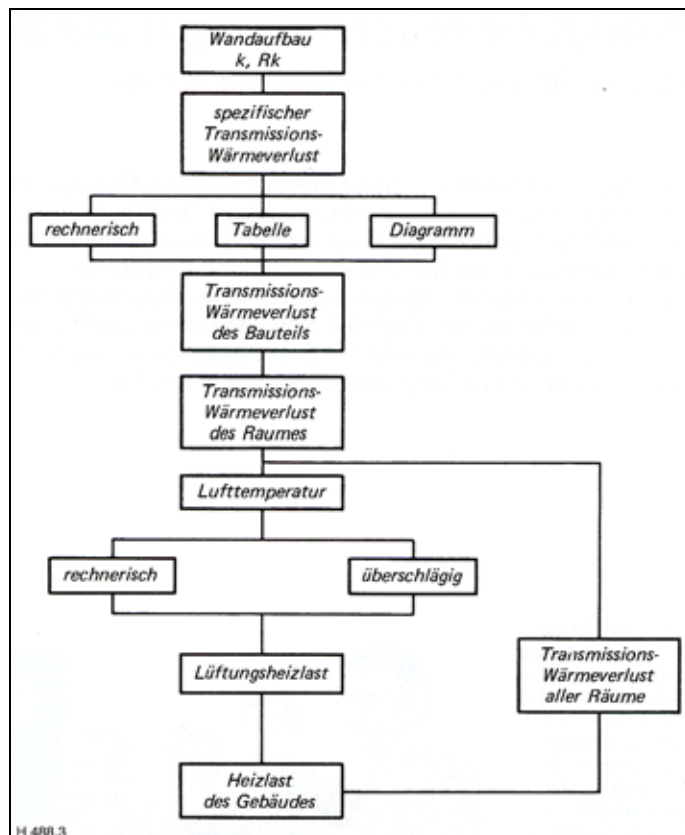 Wandaufbau
k, Rk
spezifischer
Transmissions-
Wärmeverlust
rechnerisch
Tabelle
Diagramm
Transmissions-
Wärmeverlust
des Bauteils
Transmissions-
Wärmeverlust
des Raumes
Lufttemperatur
rechnerisch
überschlägig
Lüftungsheizlast
Transmissions-
Wärmeverlust
aller Räume
Heizlast
des Gebäudes
H 488.3